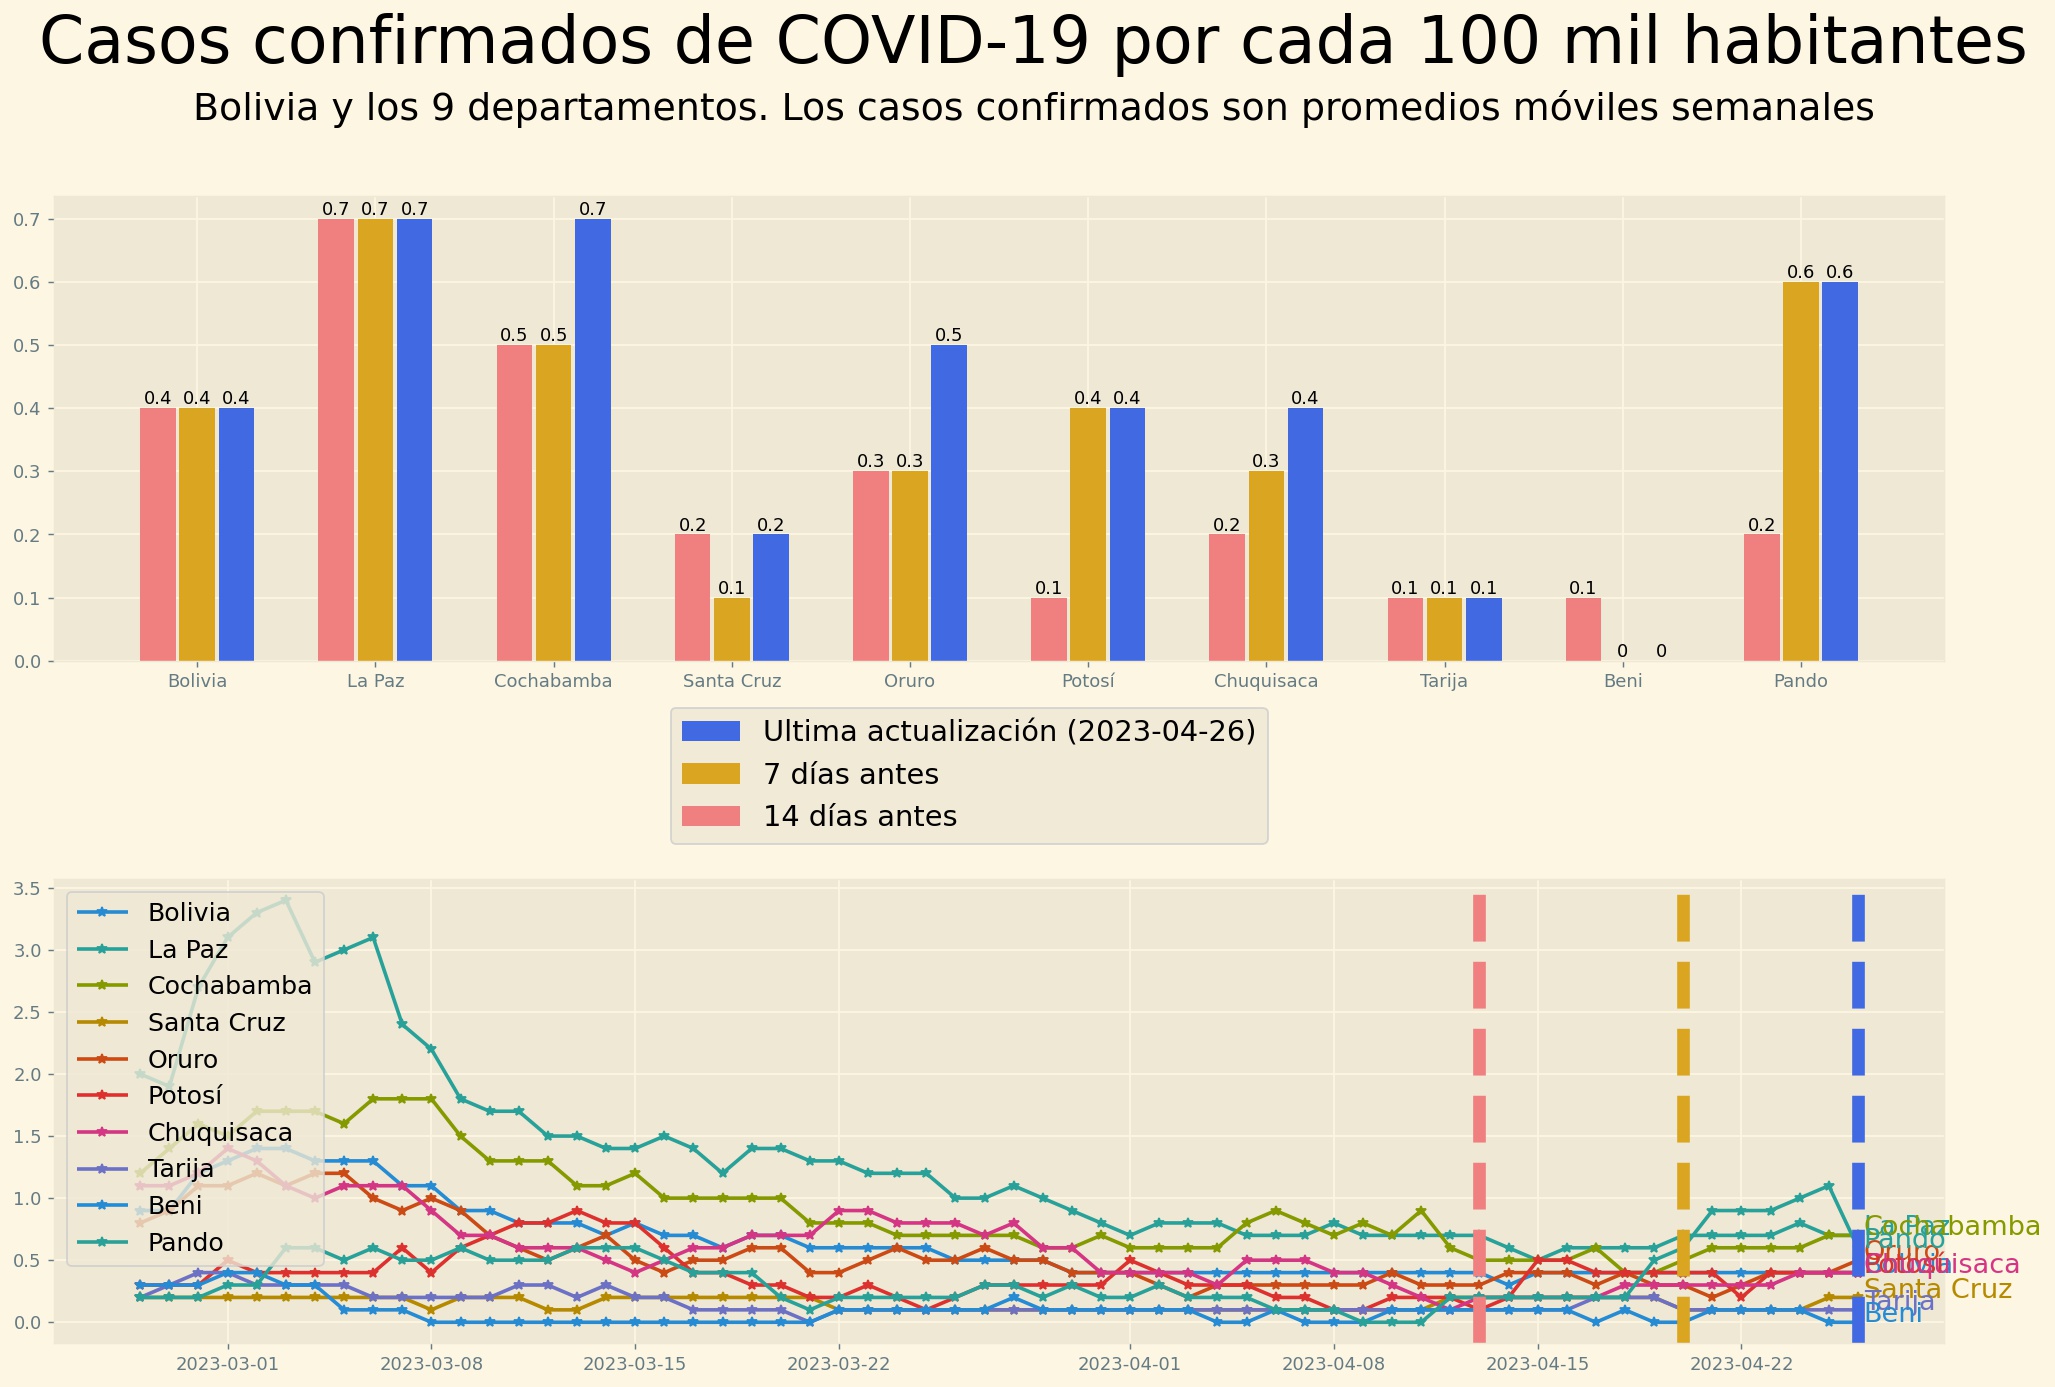 Casos confirmados de COVID-19 por cada 100 mil habitantes
Bolivia y los 9 departamentos. Los casos confirmados son promedios móviles semanales
0.7
0.6
0.5
0.4
0.3
0.2
0.1
0.0
0.4 0.4 0.4
0.7 0.7 0.7
0.5 0.5 0.7
0.2 0.1 0.2
0.3 0.3 0.5
0.1 0.4 0.4
0.2 0.3 0.4
0.1 0.1 0.1
0.1 0 0
0.2 0.6 0.6
Bolivia La Paz Cochabamba Santa Cruz Oruro Potosí Chuquisaca Tarija Beni Pando
Ultima actualización (2023-04-26)
7 días antes
14 días antes
3.5
3.0
2.5
2.0
1.5
1.0
0.5
0.0
Bolivia
La Paz
Cochabamba
Santa Cruz
Oruro
Potosí
Chuquisaca
Tarija
Beni
Pando
Cochabamba
La Paz
Pando
Oruro
Bolivia
Potosí
Chuquisaca
Santa Cruz
Tarija
Beni
2023-03-01 2023-03-08 2023-03-15 2023-03-22 2023-04-01 2023-04-08 2023-04-15 2023-04-22